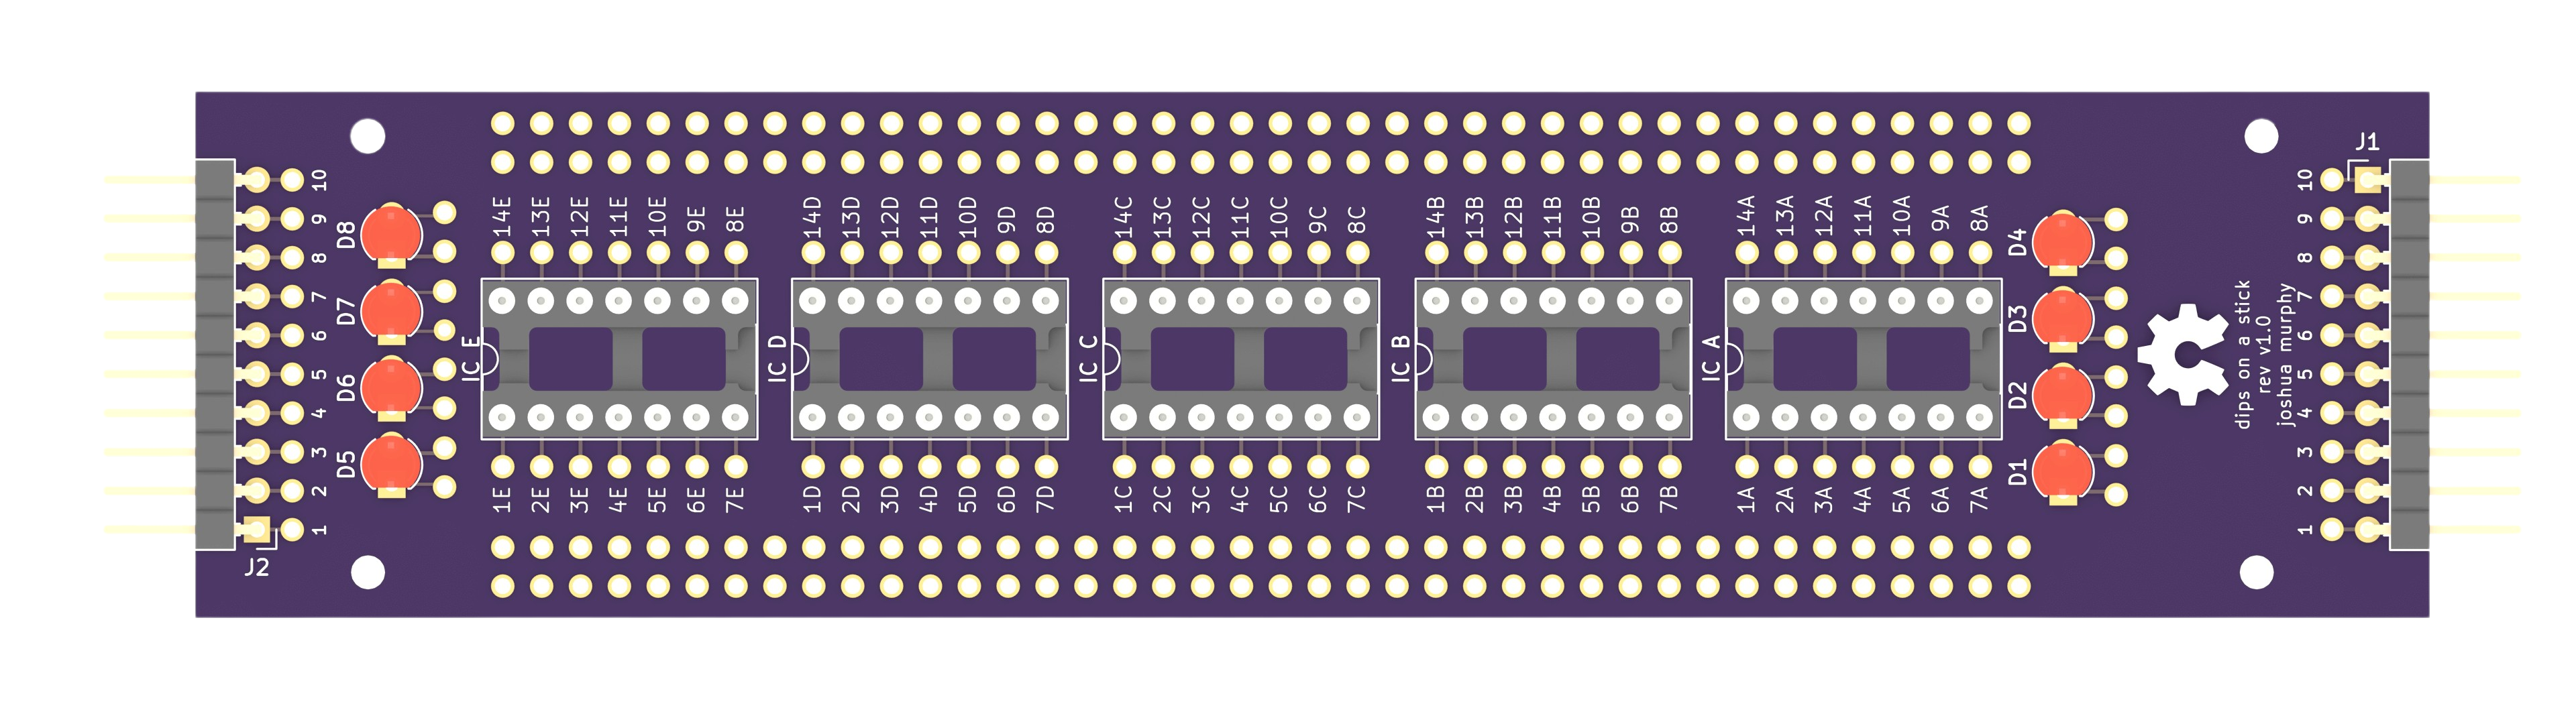 J1
10
9
8
7
6
5
4
3
2
1
10
9
8
7
6
5
4
3
2
1
J2
D8
D7
D6
D5
14E 13E 12E 11E 10E 9E 8E
IC E
1E 2E 3E 4E 5E 6E 7E
14D 13D 12D 11D 10D 9D 8D
IC D
1D 2D 3D 4D 5D 6D 7D
14C 13C 12C 11C 10C 9C 8C
IC C
1C 2C 3C 4C 5C 6C 7C
14B 13B 12B 11B 10B 9B 8B
IC B
1B 2B 3B 4B 5B 6B 7B
14A 13A 12A 11A 10A 9A 8A
IC A
1A 2A 3A 4A 5A 6A 7A
D4
D3
D2
D1
dips on a stick
rev v1.0
joshua murphy